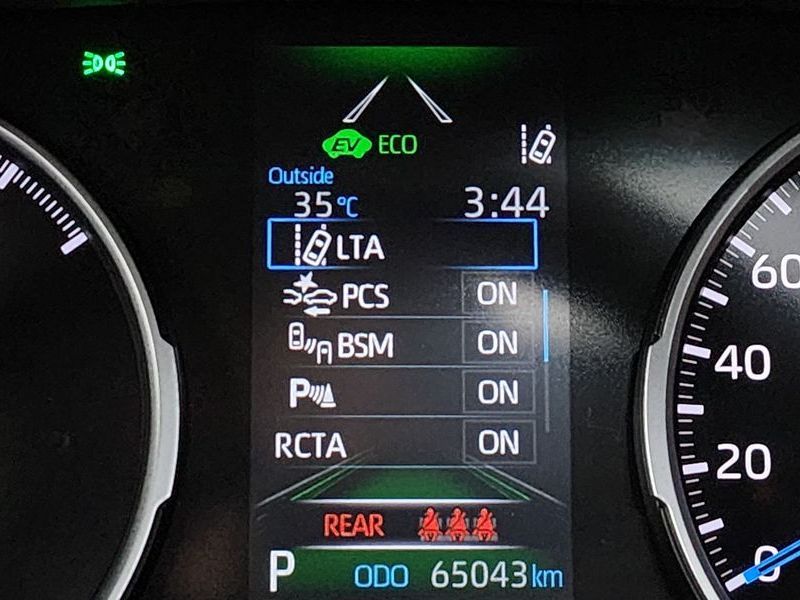 EV ECO
Outside
35°C 3:44
LTA
PCS ON
BSM ON
P ON
RCTA ON
REAR
P ODO 65043km
60
40
20
0